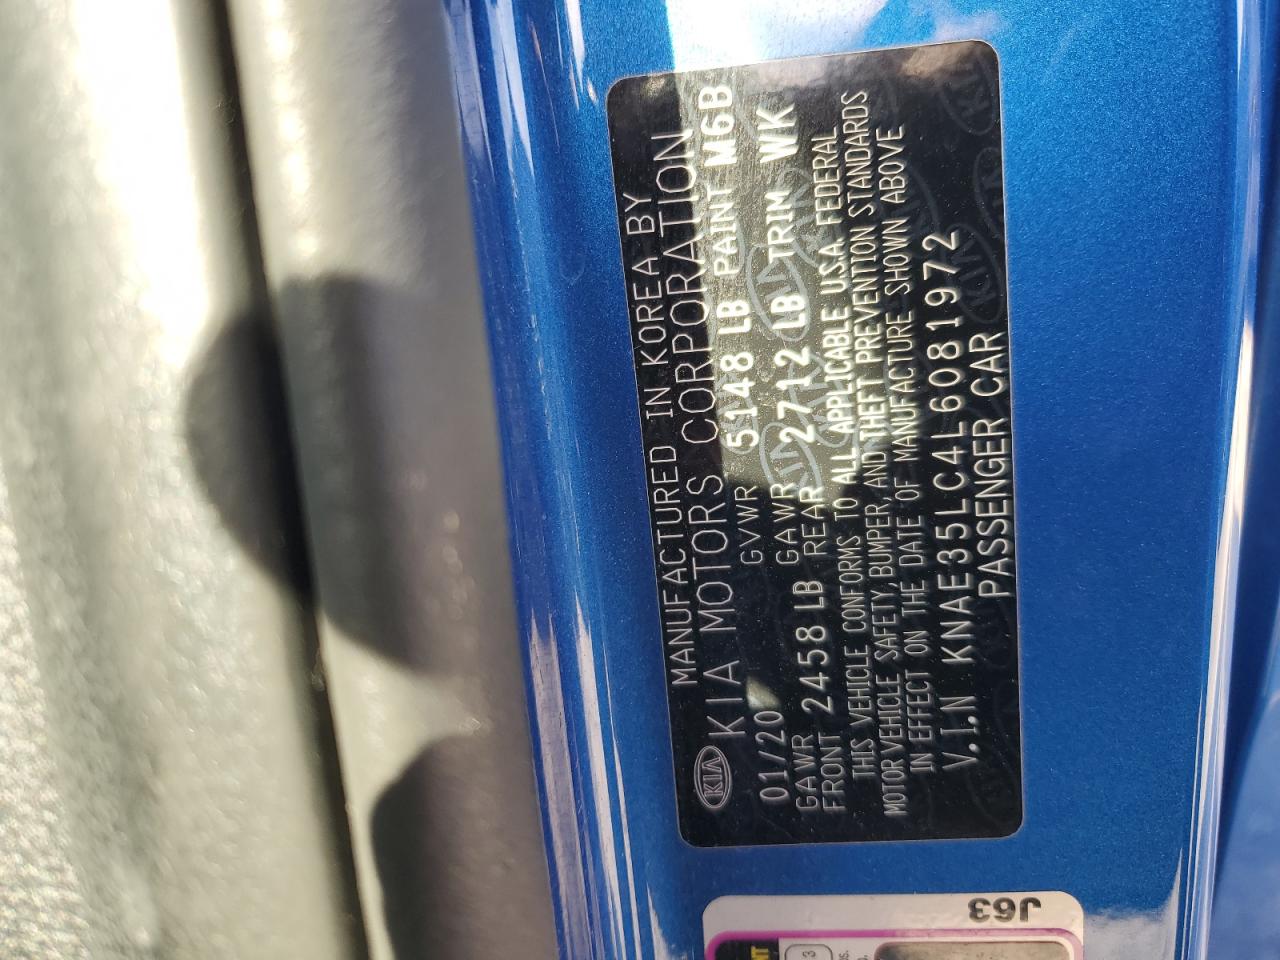 MANUFACTURED IN KOREA BY
KIA KIA MOTORS CORPORATION
01/20 GVWR 5148 LB PAINT M6B
GAWR FRONT 2458 LB GAWR REAR 2712 LB TRIM WK
THIS VEHICLE CONFORMS TO ALL APPLICABLE U.S.A. FEDERAL
MOTOR VEHICLE SAFETY, BUMPER, AND THEFT PREVENTION STANDARDS
IN EFFECT ON THE DATE OF MANUFACTURE SHOWN ABOVE
V.I.N KNAE35LC4L6081972
PASSENGER CAR
J63
3